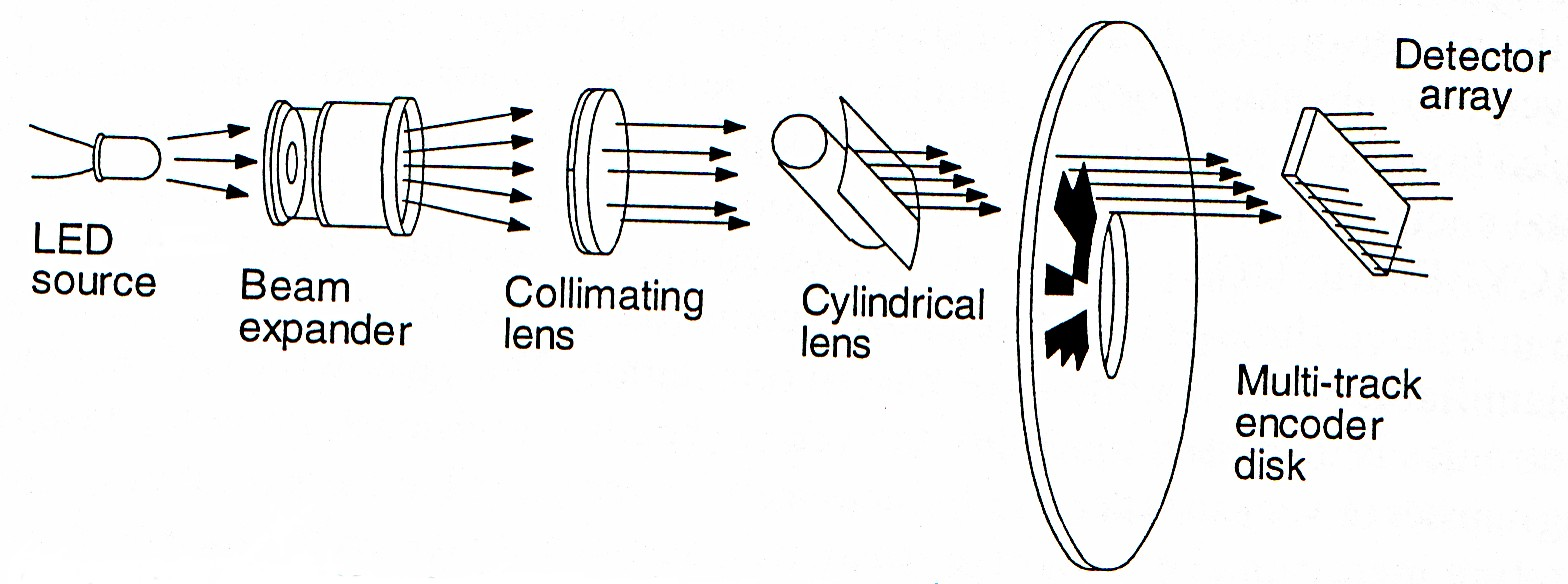 LED
source
Beam
expander
Collimating
lens
Cylindrical
lens
Multi-track
encoder
disk
Detector
array